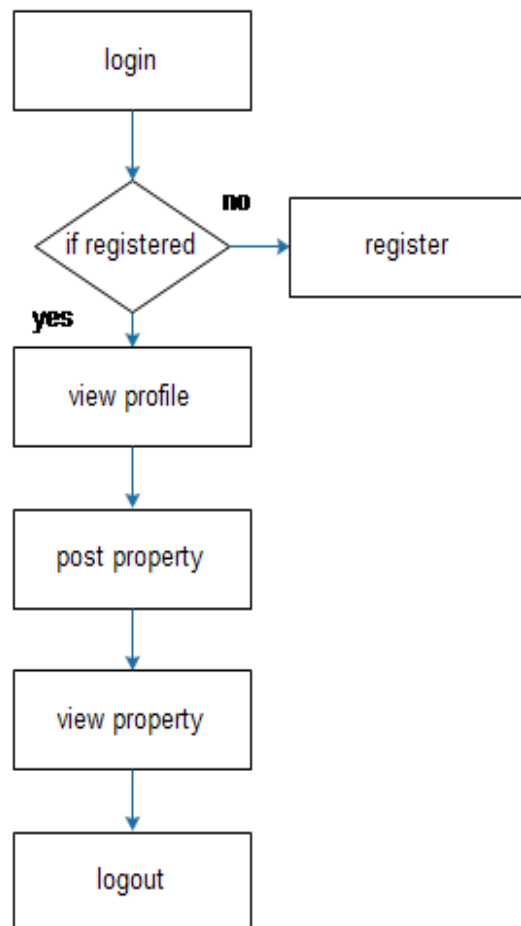 login
no
if registered
register
yes
view profile
post property
view property
logout